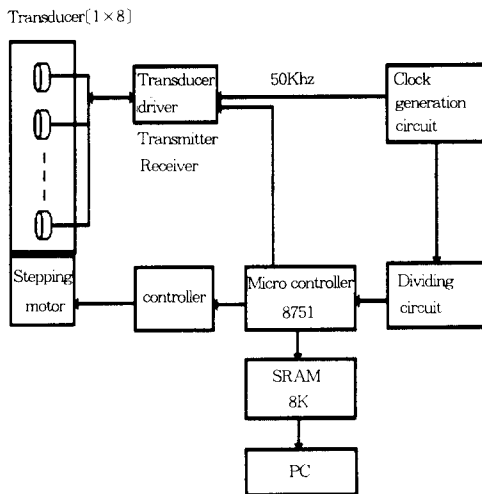 Transducer[1×8]
Transducer
driver
Transmitter
Receiver
50Khz
Clock
generation
circuit
Stepping
motor
controller
Micro controller
8751
Dividing
circuit
SRAM
8K
PC